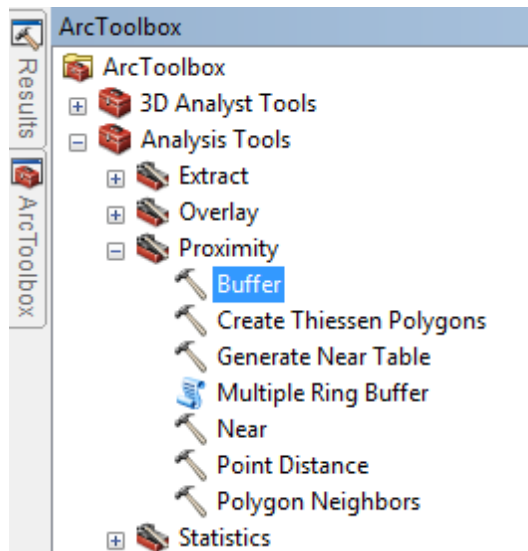 ArcToolbox
Results
ArcToolbox
ArcToolbox
3D Analyst Tools
Analysis Tools
Extract
Overlay
Proximity
Buffer
Create Thiessen Polygons
Generate Near Table
Multiple Ring Buffer
Near
Point Distance
Polygon Neighbors
Statistics